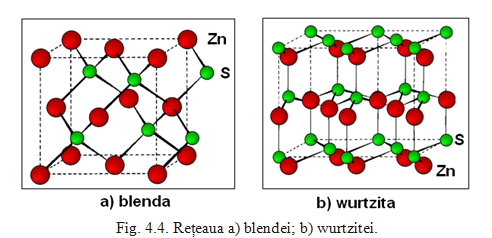 Zn
S
S
Zn
a) blenda
b) wurtzita
Fig. 4.4. Rețeaua a) blendei; b) wurtzitei.